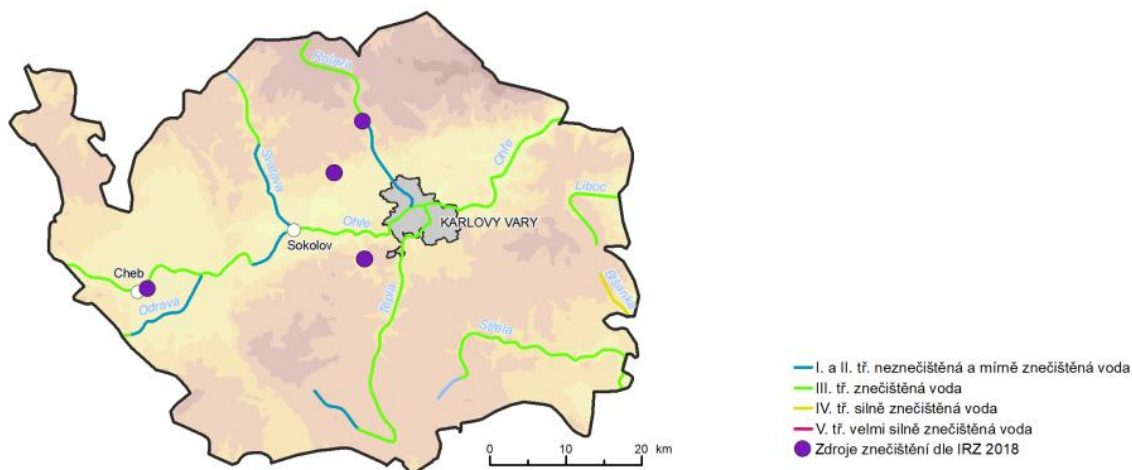 Rolava
Svatava
Ohře
Liboc
KARLOVY VARY
Ohře
Sokolov
Cheb
Odrava
Teplá
Blšanka
Střela
I. a II. tř. neznečištěná a mírně znečištěná voda
III. tř. znečištěná voda
IV. tř. silně znečištěná voda
V. tř. velmi silně znečištěná voda
Zdroje znečištění dle IRZ 2018
0 10 20 km